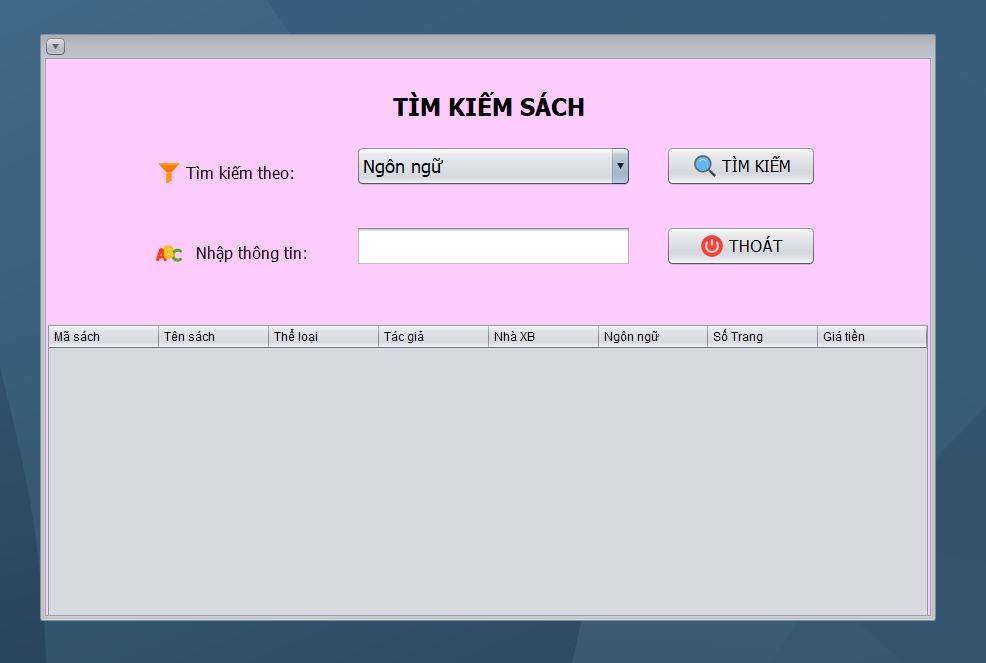 TÌM KIẾM SÁCH
Tìm kiếm theo: Ngôn ngữ TÌM KIẾM
ABC Nhập thông tin: THOÁT
Mã sách Tên sách Thể loại Tác giả Nhà XB Ngôn ngữ Số Trang Giá tiền